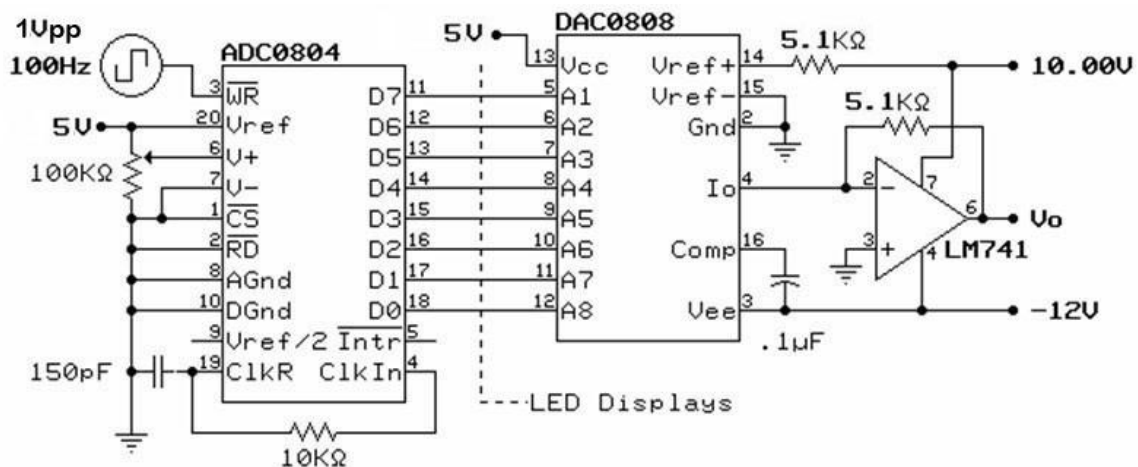 1Vpp
100Hz
5V
100KΩ
150pF
10KΩ
ADC0804
3 WR D7 11
20 Vref D6 12
6 V+ D5 13
7 V- D4 14
1 CS D3 15
2 RD D2 16
8 AGnd D1 17
10 DGnd D0 18
9 Vref/2 Intr 5
19 ClkR ClkIn 4
LED Displays
DAC0808
5V
13 Vcc Vref+ 14
5 A1 Vref- 15
6 A2 Gnd 2
7 A3
8 A4 Io 4
9 A5
10 A6 Comp 16
11 A7
12 A8 Vee 3
.1µF
5.1KΩ
10.00V
5.1KΩ
2 -
7
6
3 +
4
LM741
Vo
-12V